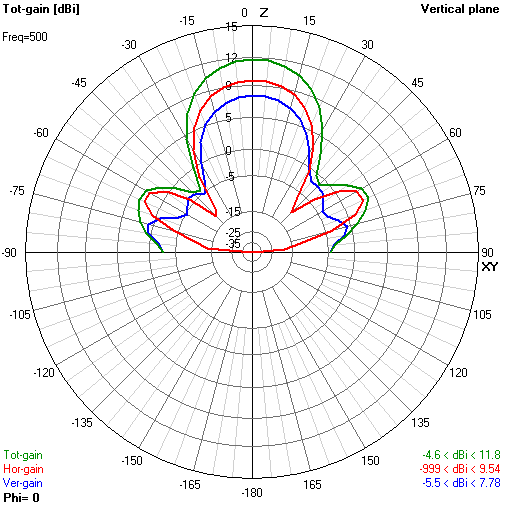 Tot-gain [dBi]
Vertical plane
Freq=500
0 Z
-15 15
-30 30
-45 45
-60 60
-75 75
-90 90
XY
-105 105
-120 120
-135 135
-150 150
-165 165
-180
15
12
9
5
0
-5
-15
-25
-35
Tot-gain
-4.6 < dBi < 11.8
Hor-gain
-999 < dBi < 9.54
Ver-gain
-5.5 < dBi < 7.78
Phi= 0